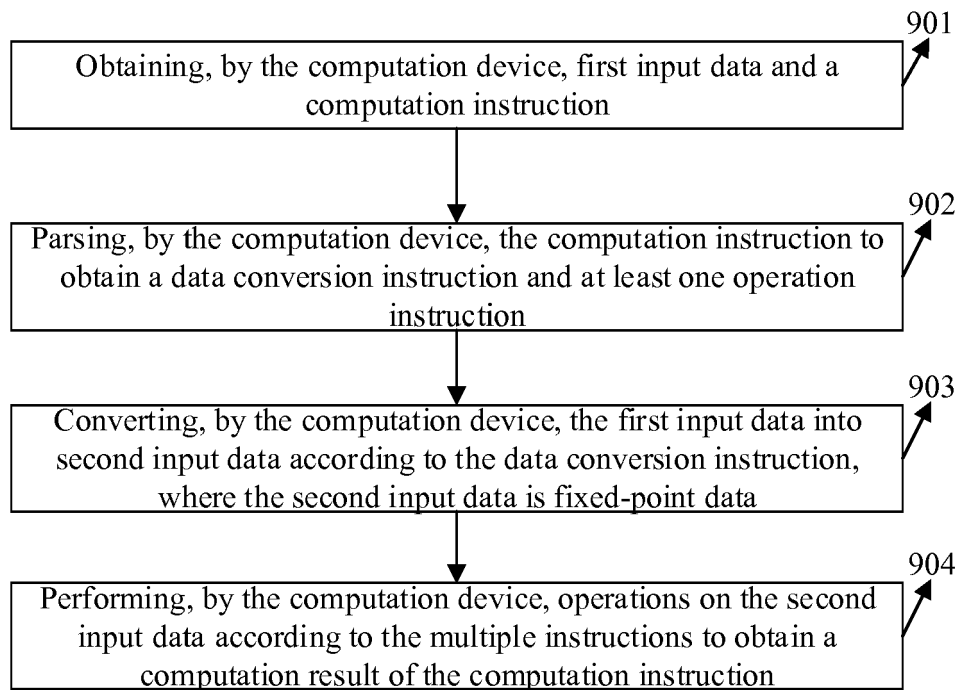 901
Obtaining, by the computation device, first input data and a
computation instruction
902
Parsing, by the computation device, the computation instruction to
obtain a data conversion instruction and at least one operation
instruction
903
Converting, by the computation device, the first input data into
second input data according to the data conversion instruction,
where the second input data is fixed-point data
904
Performing, by the computation device, operations on the second
input data according to the multiple instructions to obtain a
computation result of the computation instruction